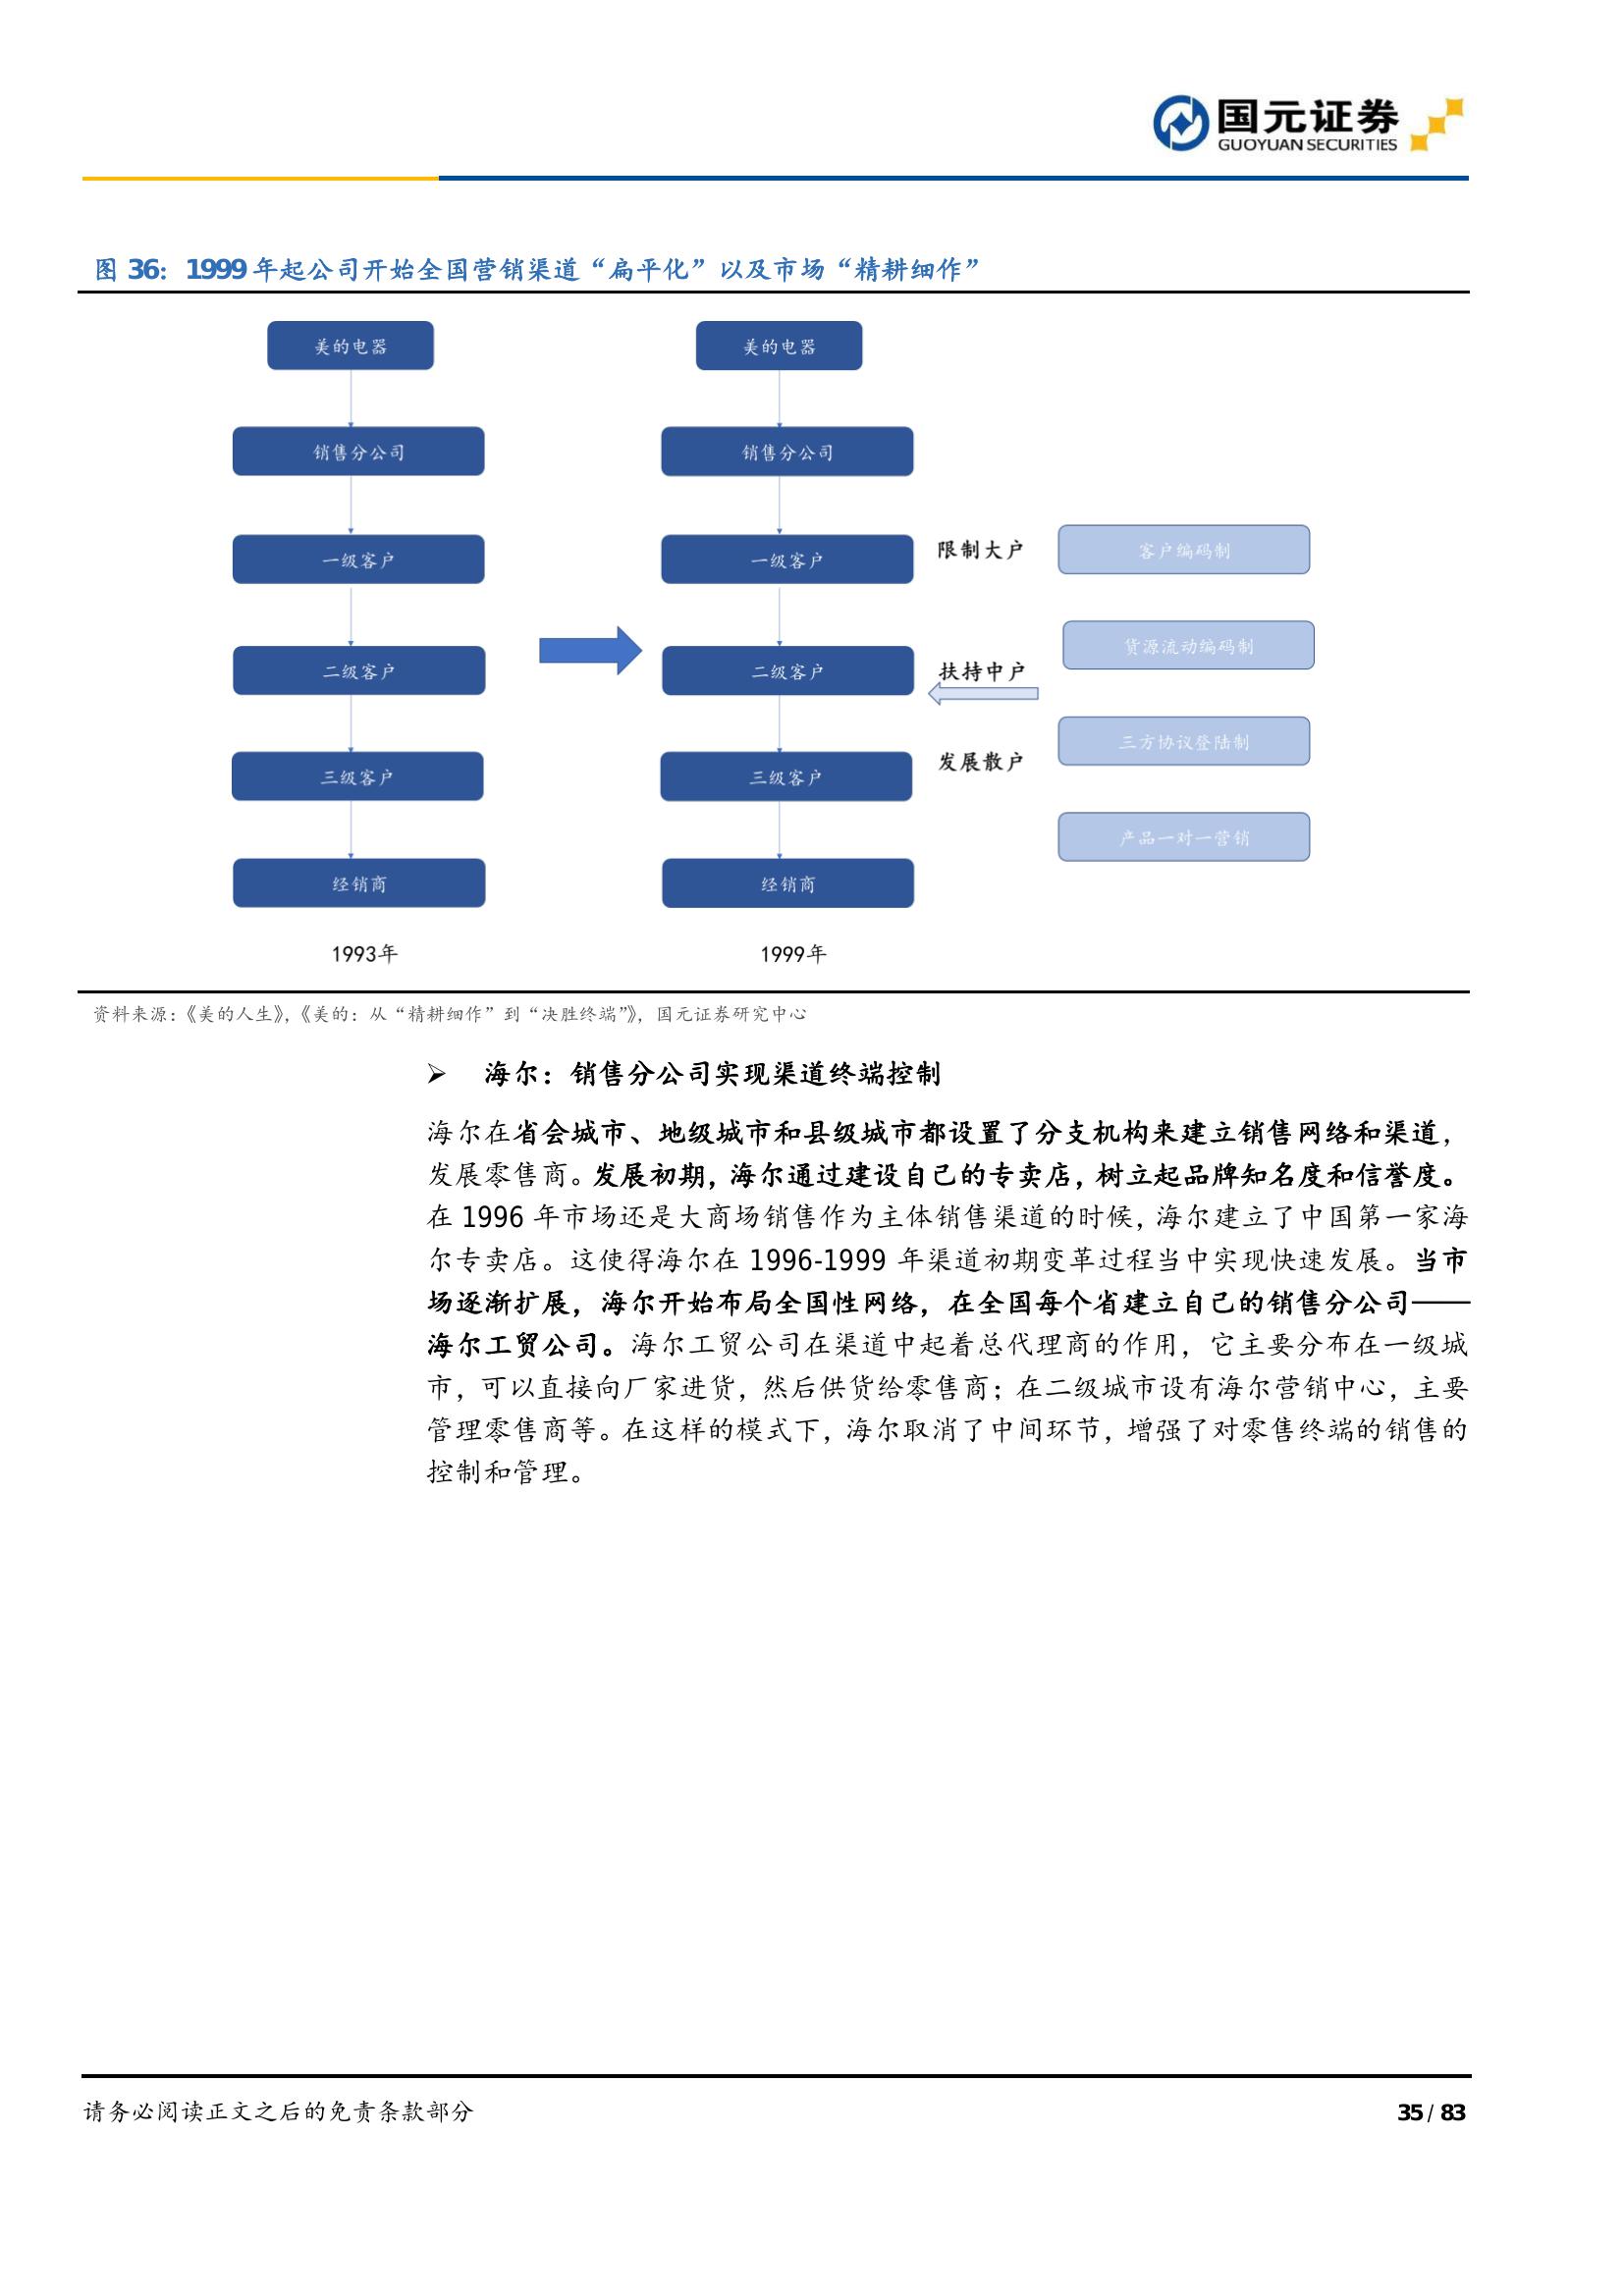 国元证券
GUOYUAN SECURITIES
图 36：1999 年起公司开始全国营销渠道“扁平化”以及市场“精耕细作”
美的电器
销售分公司
一级客户
二级客户
三级客户
经销商
1993年
美的电器
销售分公司
一级客户
二级客户
三级客户
经销商
1999年
限制大户
扶持中户
发展散户
客户编码制
货源流动编码制
三方协议登陆制
产品一对一营销
资料来源：《美的人生》，《美的：从“精耕细作”到“决胜终端”》，国元证券研究中心
➢ 海尔：销售分公司实现渠道终端控制
海尔在省会城市、地级城市和县级城市都设置了分支机构来建立销售网络和渠道，
发展零售商。发展初期，海尔通过建设自己的专卖店，树立起品牌知名度和信誉度。
在 1996 年市场还是大商场销售作为主体销售渠道的时候，海尔建立了中国第一家海
尔专卖店。这使得海尔在 1996-1999 年渠道初期变革过程当中实现快速发展。当市
场逐渐扩展，海尔开始布局全国性网络，在全国每个省建立自己的销售分公司——
海尔工贸公司。海尔工贸公司在渠道中起着总代理商的作用，它主要分布在一级城
市，可以直接向厂家进货，然后供货给零售商；在二级城市设有海尔营销中心，主要
管理零售商等。在这样的模式下，海尔取消了中间环节，增强了对零售终端的销售的
控制和管理。
请务必阅读正文之后的免责条款部分
35 / 83